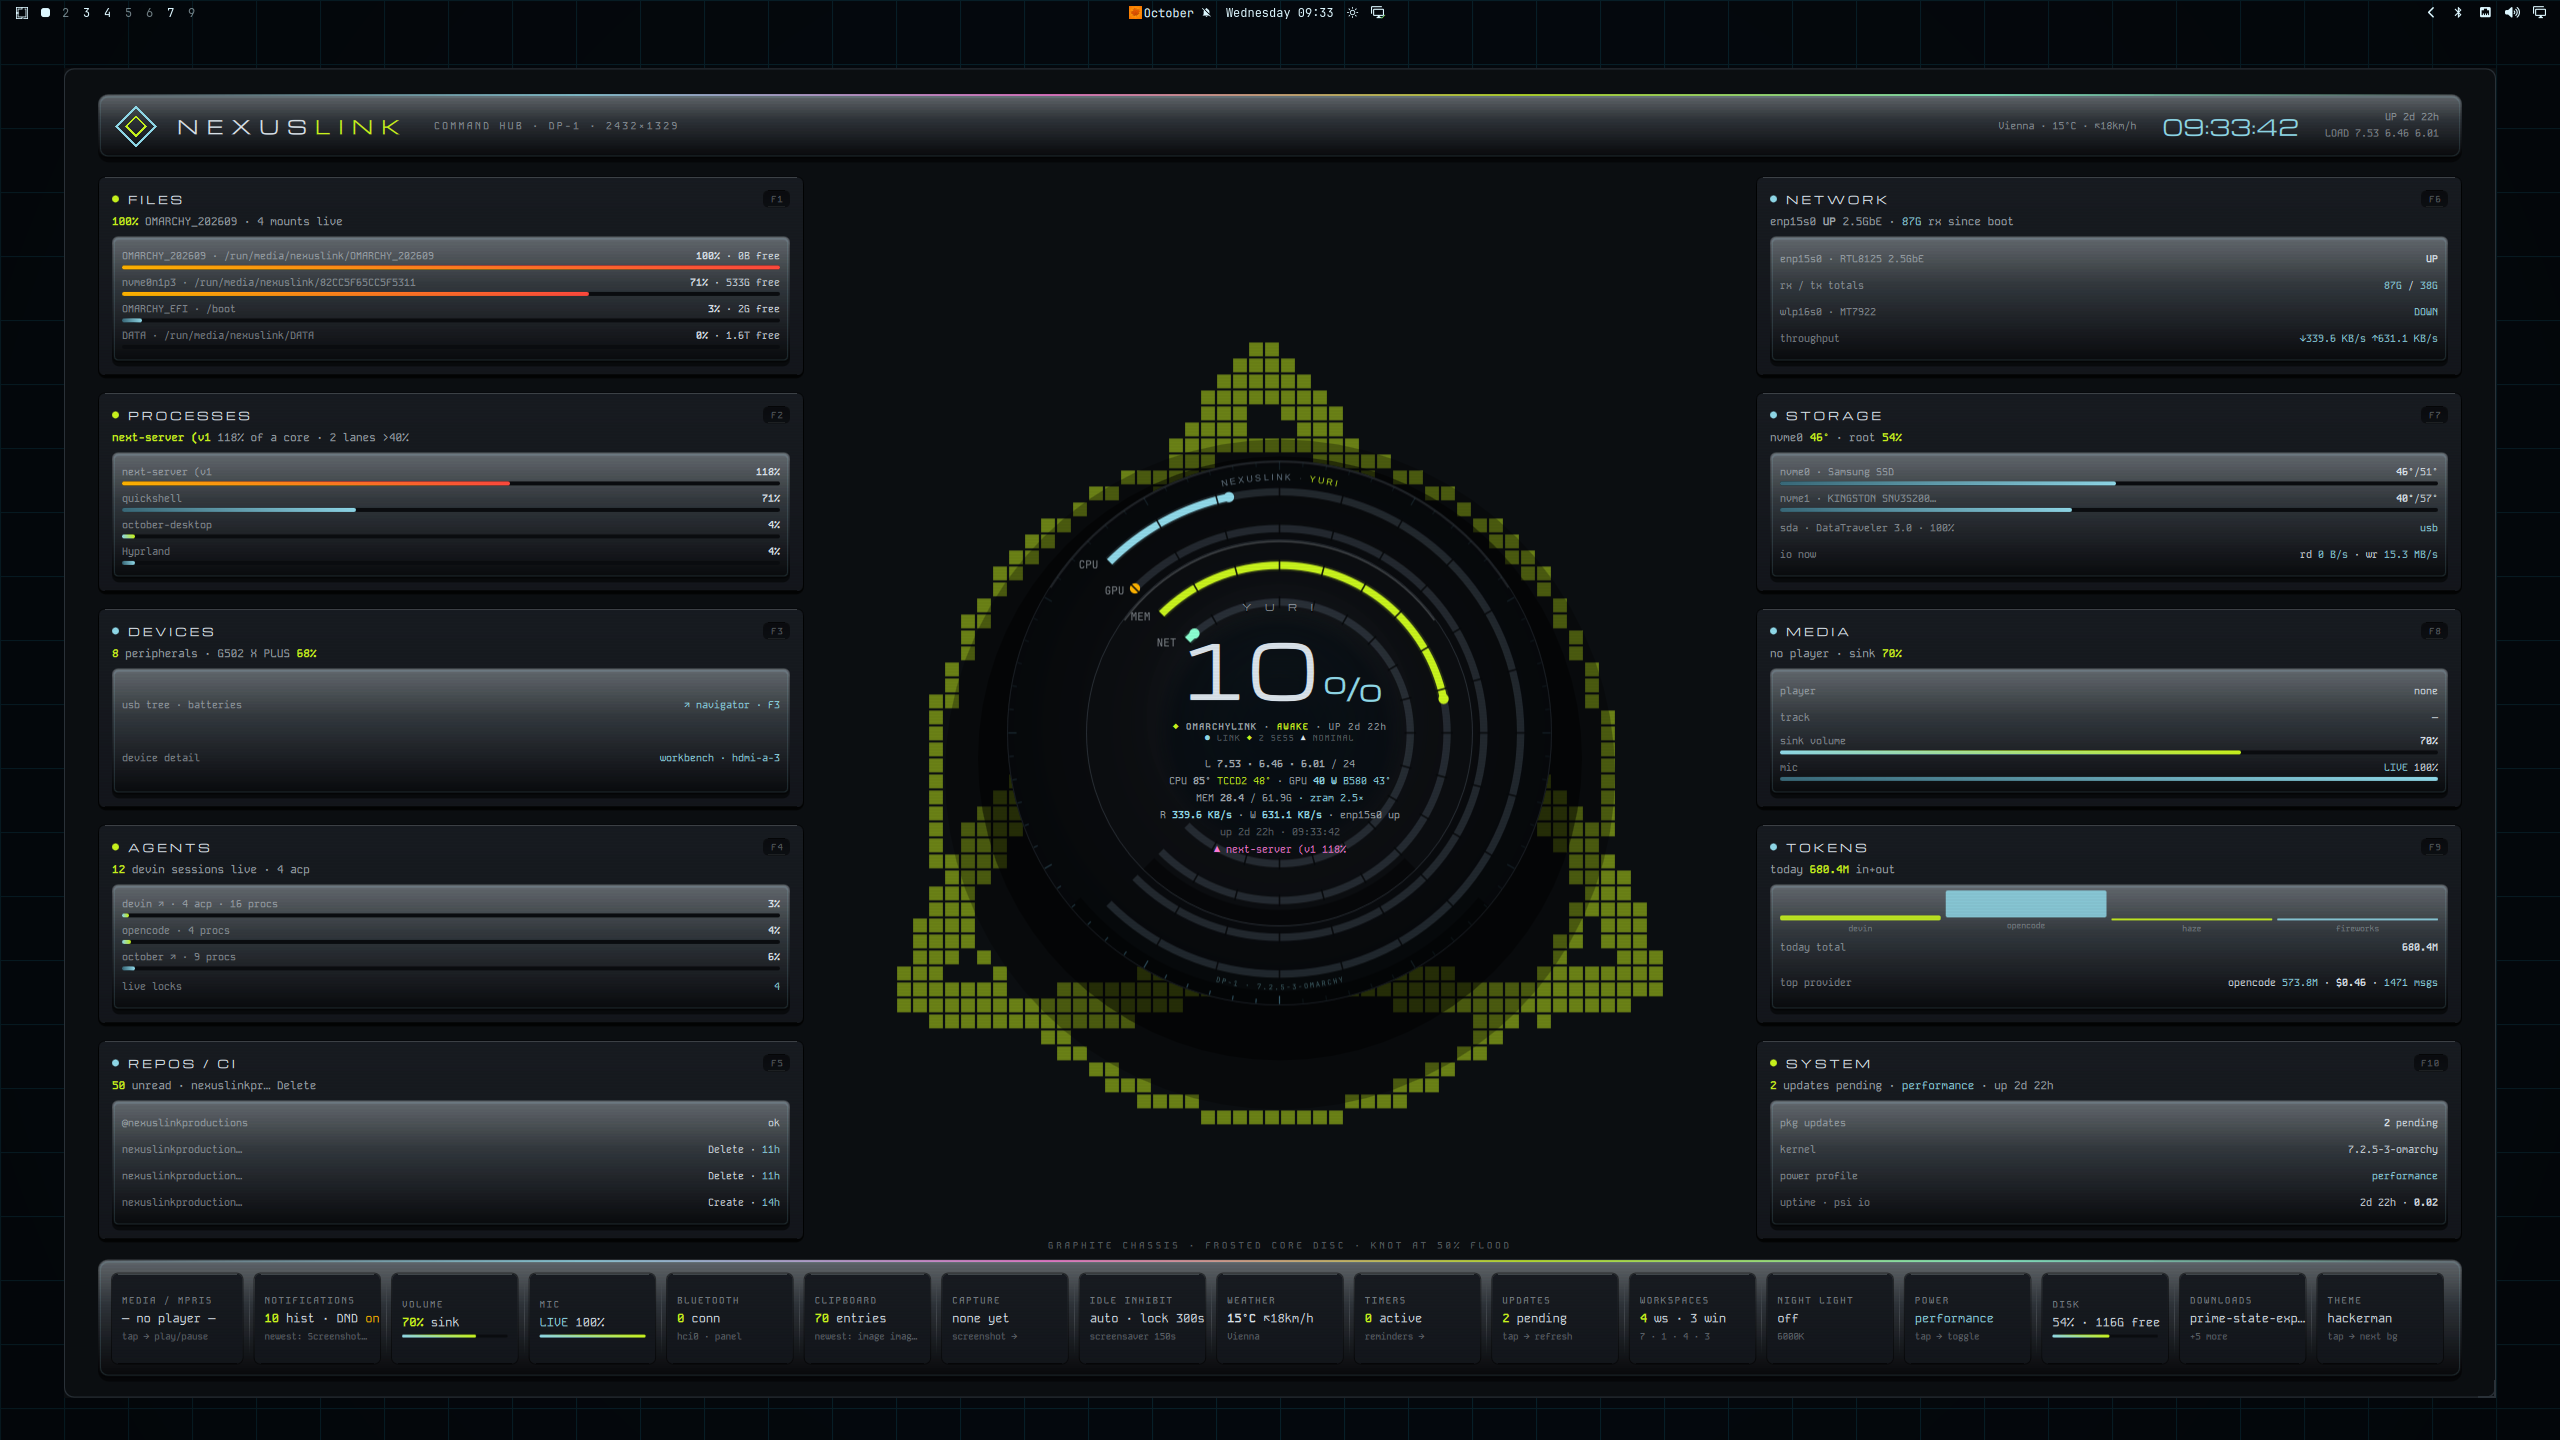 2 3 4 5 6 7 9
October Wednesday 09:33
NEXUSLINK COMMAND HUB · DP-1 · 2432×1329
Vienna · 15°C · ↖18km/h 09:33:42
UP 2d 22h
LOAD 7.53 6.46 6.01
FILES F1
100% OMARCHY_202609 · 4 mounts live
OMARCHY_202609 · /run/media/nexuslink/OMARCHY_202609 100% · 0B free
nvme0n1p3 · /run/media/nexuslink/82CC5F65CC5F5311 71% · 533G free
OMARCHY_EFI · /boot 3% · 2G free
DATA · /run/media/nexuslink/DATA 0% · 1.6T free
PROCESSES F2
next-server (v1 118% of a core · 2 lanes >40%
next-server (v1 118%
quickshell 71%
october-desktop 4%
Hyprland 4%
DEVICES F3
8 peripherals · G502 X PLUS 68%
usb tree · batteries ↗ navigator · F3
device detail workbench · hdmi-a-3
AGENTS F4
12 devin sessions live · 4 acp
devin ↗ · 4 acp · 16 procs 3%
opencode · 4 procs 4%
october ↗ · 9 procs 6%
live locks 4
REPOS / CI F5
50 unread · nexuslinkpr… Delete
@nexuslinkproductions ok
nexuslinkproduction… Delete · 11h
nexuslinkproduction… Delete · 11h
nexuslinkproduction… Create · 14h
NEXUSLINK · YURI
CPU
GPU
MEM
NET
YURI
10%
◆ OMARCHYLINK · AWAKE · UP 2d 22h
● LINK ◆ 2 SESS ▲ NOMINAL
L 7.53 · 6.46 · 6.01 / 24
CPU 85° TCCD2 48° · GPU 40 W B580 43°
MEM 28.4 / 61.9G · zram 2.5×
R 339.6 KB/s · W 631.1 KB/s · enp15s0 up
up 2d 22h · 09:33:42
▲ next-server (v1 118%
DP-1 · 7.2.5-3-OMARCHY
GRAPHITE CHASSIS · FROSTED CORE DISC · KNOT AT 50% FLOOD
NETWORK F6
enp15s0 UP 2.5GbE · 87G rx since boot
enp15s0 · RTL8125 2.5GbE UP
rx / tx totals 87G / 38G
wlp16s0 · MT7922 DOWN
throughput ↓339.6 KB/s ↑631.1 KB/s
STORAGE F7
nvme0 46° · root 54%
nvme0 · Samsung SSD 46°/51°
nvme1 · KINGSTON SNV3S200… 40°/57°
sda · DataTraveler 3.0 · 100% usb
io now rd 0 B/s · wr 15.3 MB/s
MEDIA F8
no player · sink 70%
player none
track —
sink volume 70%
mic LIVE 100%
TOKENS F9
today 680.4M in+out
devin opencode haze fireworks
today total 680.4M
top provider opencode 573.8M · $0.46 · 1471 msgs
SYSTEM F10
2 updates pending · performance · up 2d 22h
pkg updates 2 pending
kernel 7.2.5-3-omarchy
power profile performance
uptime · psi io 2d 22h · 0.02
MEDIA / MPRIS
— no player —
tap → play/pause
NOTIFICATIONS
10 hist · DND on
newest: Screenshot…
VOLUME
70% sink
MIC
LIVE 100%
BLUETOOTH
0 conn
hci0 · panel
CLIPBOARD
70 entries
newest: image imag…
CAPTURE
none yet
screenshot →
IDLE INHIBIT
auto · lock 300s
screensaver 150s
WEATHER
15°C ↖18km/h
Vienna
TIMERS
0 active
reminders →
UPDATES
2 pending
tap → refresh
WORKSPACES
4 ws · 3 win
7 · 1 · 4 · 3
NIGHT LIGHT
off
6000K
POWER
performance
tap → toggle
DISK
54% · 116G free
DOWNLOADS
prime-state-exp…
+5 more
THEME
hackerman
tap → next bg